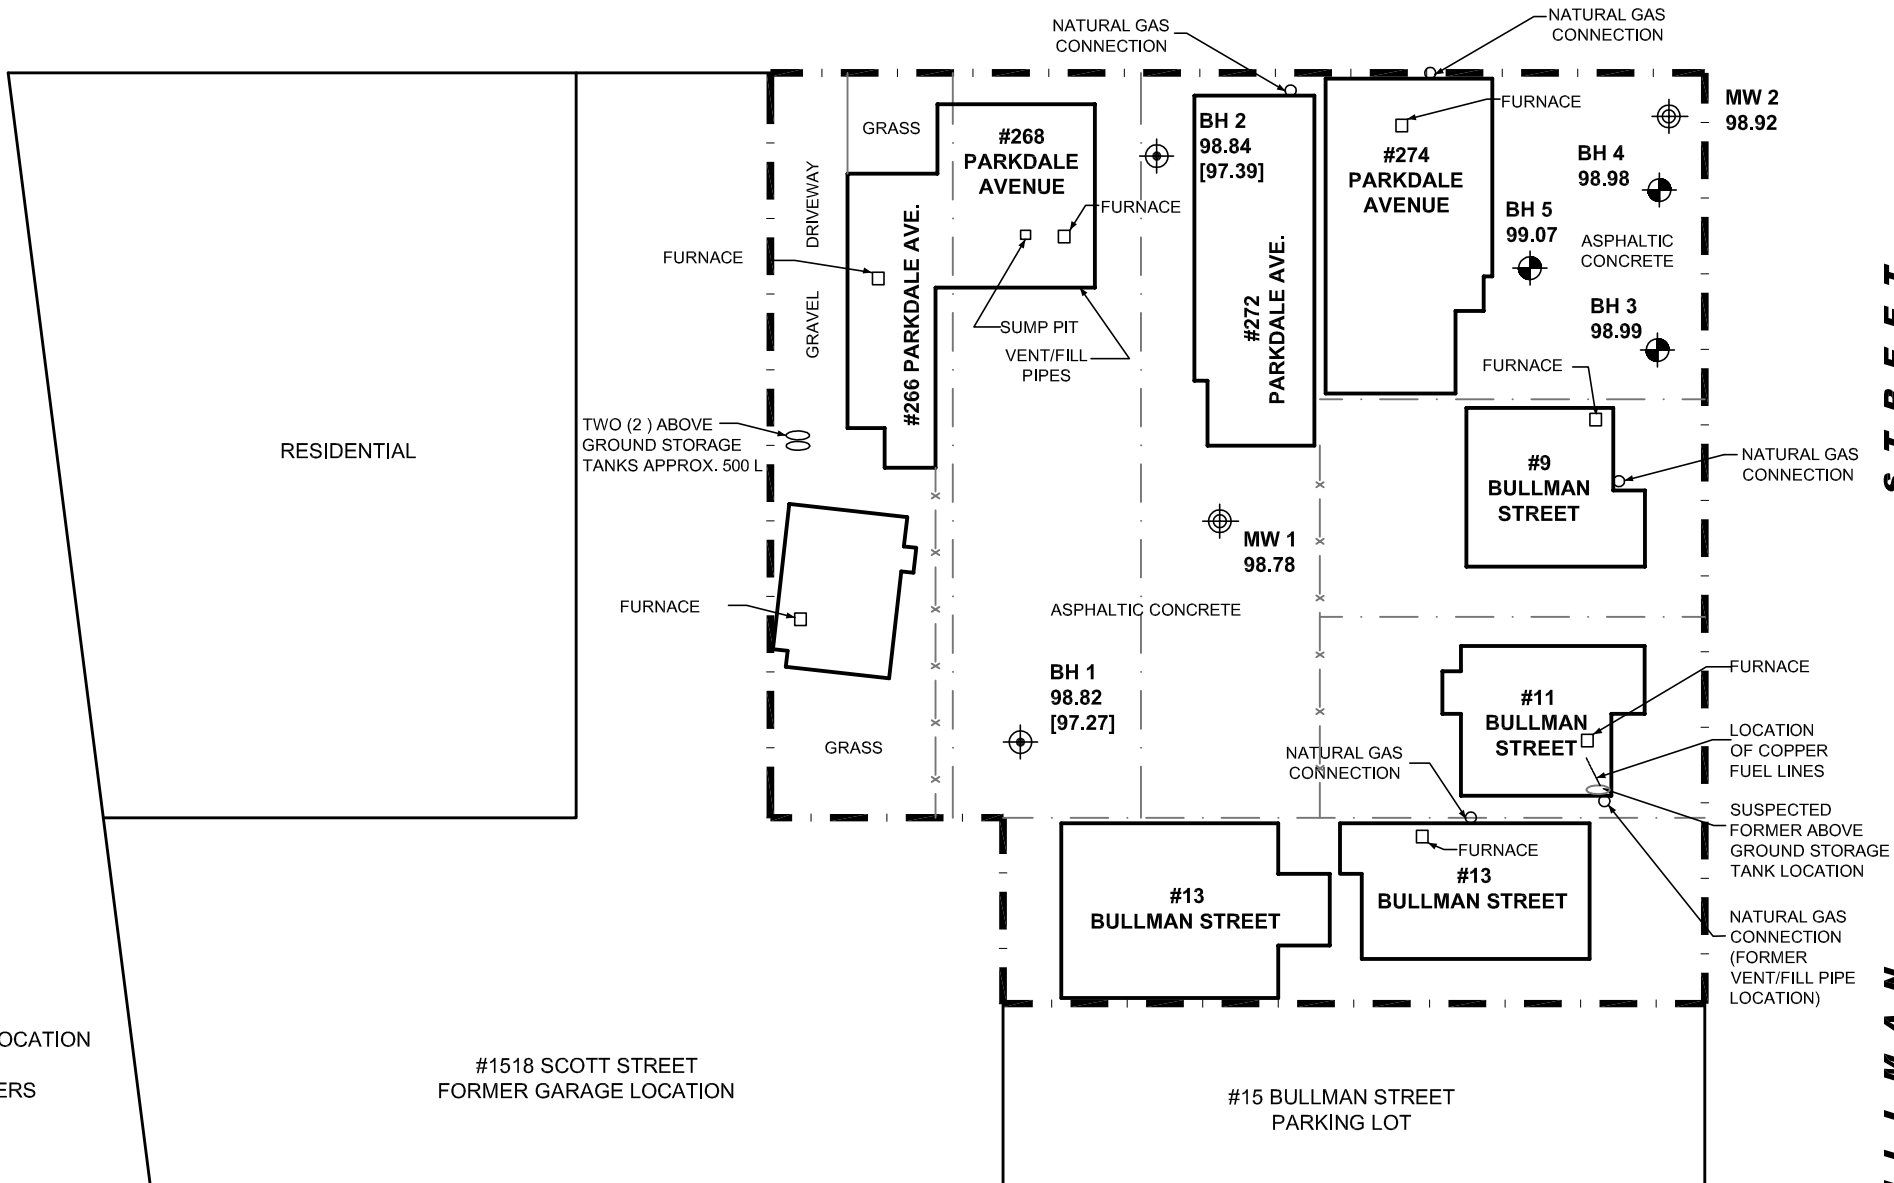 NATURAL GAS
CONNECTION
NATURAL GAS
CONNECTION
GRASS
#268
PARKDALE
AVENUE
BH 2
98.84
[97.39]
FURNACE
#274
PARKDALE
AVENUE
MW 2
98.92
BH 4
98.98
DRIVEWAY
GRAVEL
FURNACE
#266 PARKDALE AVE.
FURNACE
SUMP PIT
VENT/FILL
PIPES
#272
PARKDALE AVE.
BH 5
99.07
ASPHALTIC
CONCRETE
BH 3
98.99
STREET
FURNACE
RESIDENTIAL
TWO (2 ) ABOVE
GROUND STORAGE
TANKS APPROX. 500 L
#9
BULLMAN
STREET
NATURAL GAS
CONNECTION
MW 1
98.78
FURNACE
ASPHALTIC CONCRETE
BH 1
98.82
[97.27]
GRASS
#11
BULLMAN
STREET
FURNACE
LOCATION
OF COPPER
FUEL LINES
NATURAL GAS
CONNECTION
SUSPECTED
FORMER ABOVE
GROUND STORAGE
TANK LOCATION
FURNACE
#13
BULLMAN STREET
#13
BULLMAN STREET
NATURAL GAS
CONNECTION
(FORMER
VENT/FILL PIPE
LOCATION)
OCATION
ERS
#1518 SCOTT STREET
FORMER GARAGE LOCATION
#15 BULLMAN STREET
PARKING LOT